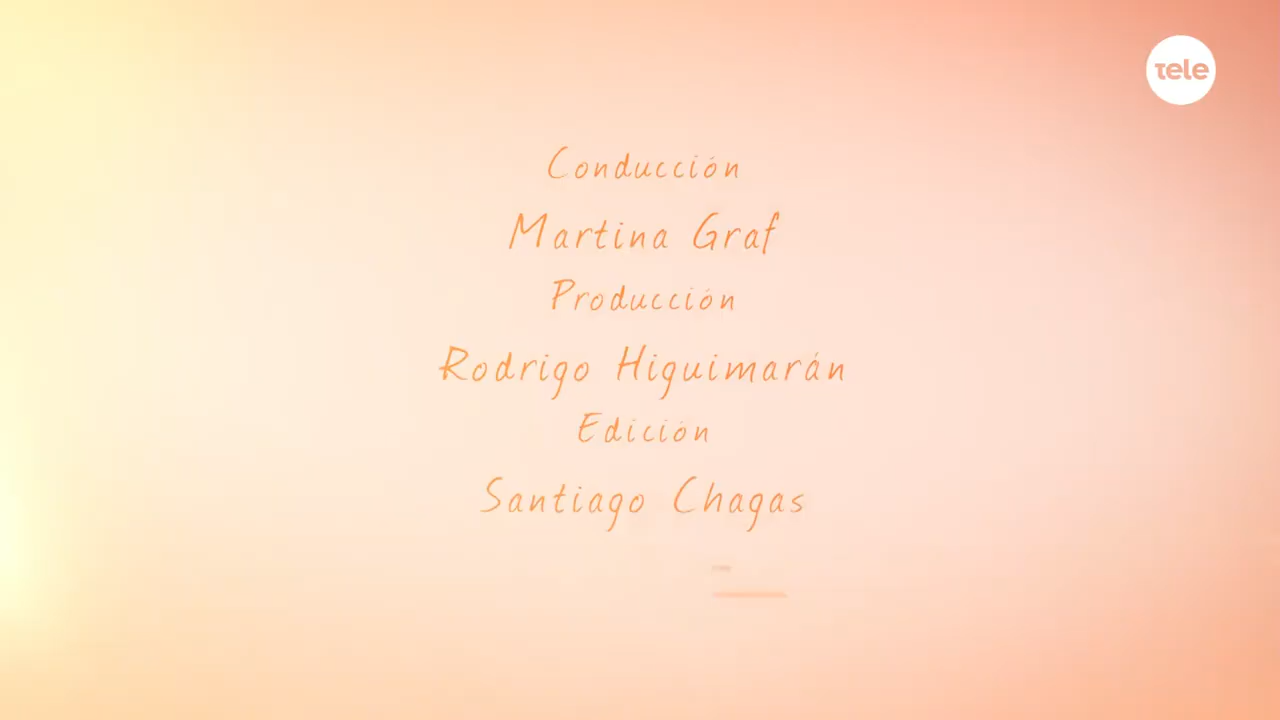 tele
Conducción
Martina Graf
Producción
Rodrigo Higuimarán
Edición
Santiago Chagas